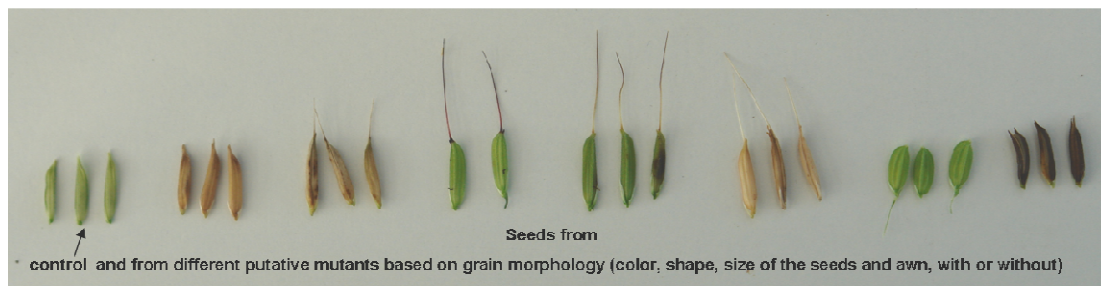 Seeds from
control and from different putative mutants based on grain morphology (color, shape, size of the seeds and awn, with or without)